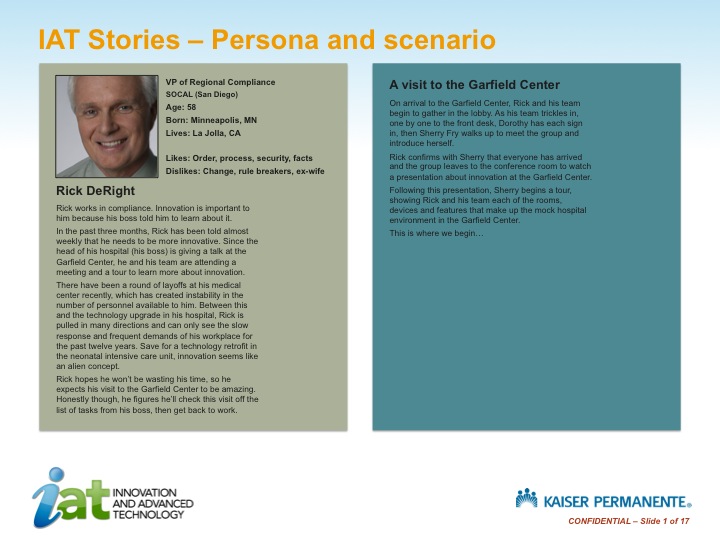 IAT Stories – Persona and scenario
VP of Regional Compliance
SOCAL (San Diego)
Age: 58
Born: Minneapolis, MN
Lives: La Jolla, CA
Likes: Order, process, security, facts
Dislikes: Change, rule breakers, ex-wife
Rick DeRight
Rick works in compliance. Innovation is important to
him because his boss told him to learn about it.
In the past three months, Rick has been told almost
weekly that he needs to be more innovative. Since the
head of his hospital (his boss) is giving a talk at the
Garfield Center, he and his team are attending a
meeting and a tour to learn more about innovation.
There have been a round of layoffs at his medical
center recently, which has created instability in the
number of personnel available to him. Between this
and the technology upgrade in his hospital, Rick is
pulled in many directions and can only see the slow
response and frequent demands of his workplace for
the past twelve years. Save for a technology retrofit in
the neonatal intensive care unit, innovation seems like
an alien concept.
Rick hopes he won't be wasting his time, so he
expects his visit to the Garfield Center to be amazing.
Honestly though, he figures he'll check this visit off the
list of tasks from his boss, then get back to work.
A visit to the Garfield Center
On arrival to the Garfield Center, Rick and his team
begin to gather in the lobby. As his team trickles in,
one by one to the front desk, Dorothy has each sign
in, then Sherry Fry walks up to meet the group and
introduce herself.
Rick confirms with Sherry that everyone has arrived
and the group leaves to the conference room to watch
a presentation about innovation at the Garfield Center.
Following this presentation, Sherry begins a tour,
showing Rick and his team each of the rooms,
devices and features that make up the mock hospital
environment in the Garfield Center.
This is where we begin…
iat INNOVATION
AND ADVANCED
TECHNOLOGY
KAISER PERMANENTE®
CONFIDENTIAL – Slide 1 of 17